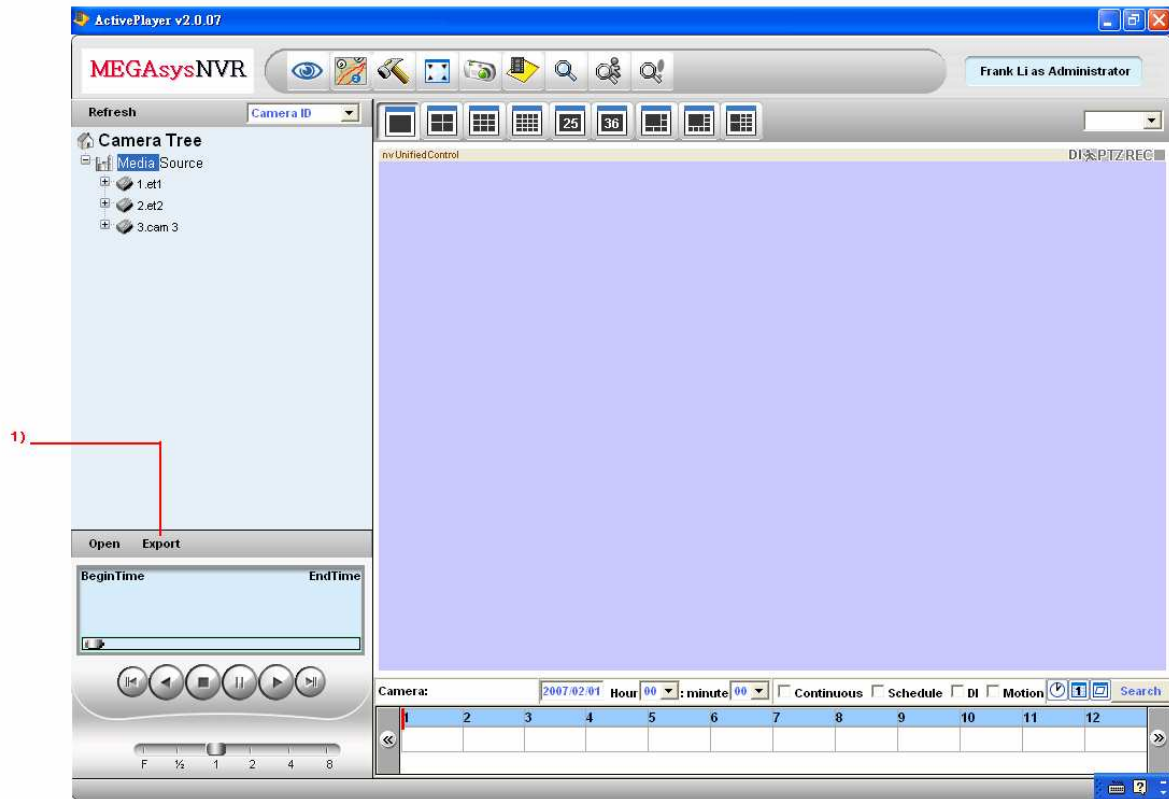 ActivePlayer v2.0.07
MEGAsysNVR
Frank Li as Administrator
Refresh
Camera ID
25
36
Camera Tree
Media Source
1.et1
2.et2
3.cam 3
nvUnifiedControl
DI PTZ REC
1)
Open Export
BeginTime EndTime
F ½ 1 2 4 8
Camera: 2007/02/01 Hour 00 : minute 00 Continuous Schedule DI Motion 1 Search
1 2 3 4 5 6 7 8 9 10 11 12